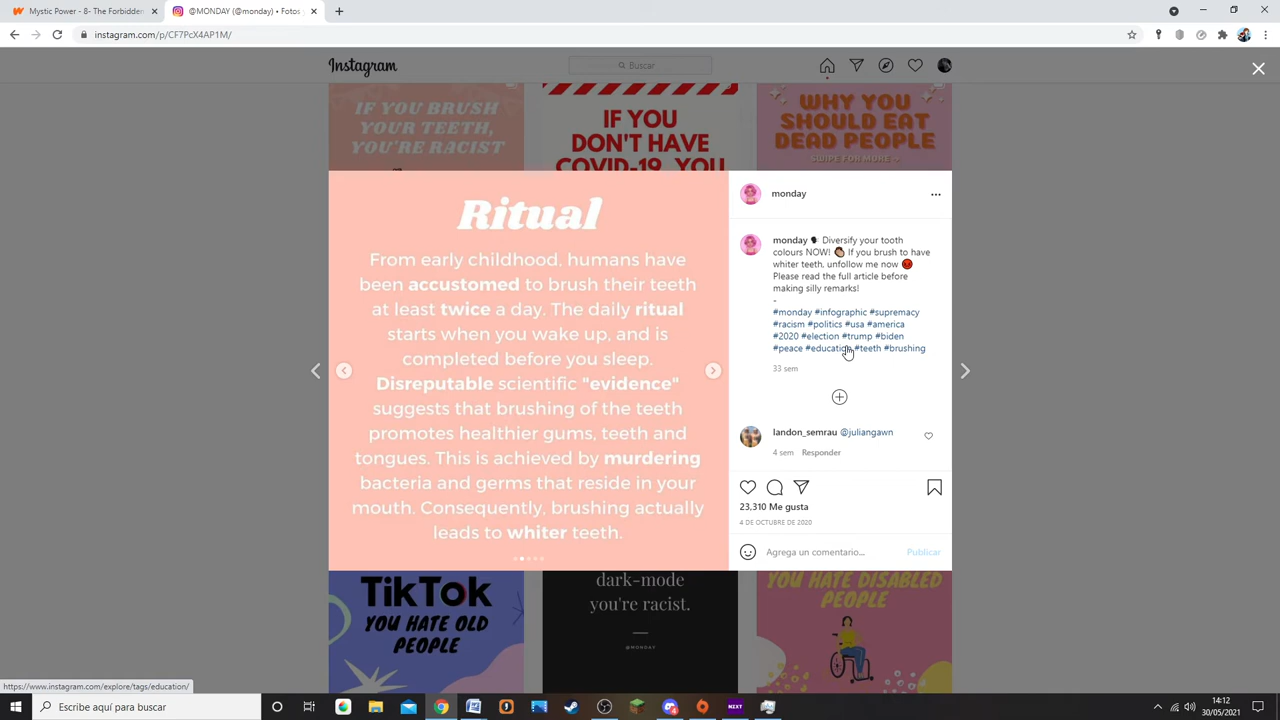 Mystic Power - 8- The Forbidden
@MONDAY (@monday) • Fotos
instagram.com/p/CF7PcX4AP1M/
Instagram
Buscar
IF YOU BRUSH
YOUR TEETH,
YOU'RE RACIST
IF YOU
DON'T HAVE
COVID-19, YOU
WHY YOU
SHOULD EAT
DEAD PEOPLE
SWIPE FOR MORE
Ritual
From early childhood, humans have
been accustomed to brush their teeth
at least twice a day. The daily ritual
starts when you wake up, and is
completed before you sleep.
Disreputable scientific "evidence"
suggests that brushing of the teeth
promotes healthier gums, teeth and
tongues. This is achieved by murdering
bacteria and germs that reside in your
mouth. Consequently, brushing actually
leads to whiter teeth.
monday
monday 🗣 Diversify your tooth
colours NOW! If you brush to have
whiter teeth, unfollow me now 😡
Please read the full article before
making silly remarks!
-
#monday #infographic #supremacy
#racism #politics #usa #america
#2020 #election #trump #biden
#peace #education #teeth #brushing
33 sem
landon_semrau @juliangawn
4 sem Responder
23,310 Me gusta
4 DE OCTUBRE DE 2020
Agrega un comentario... Publicar
TikTok
YOU HATE OLD
PEOPLE
dark-mode
you're racist.
@MONDAY
YOU HATE DISABLED
PEOPLE
https://www.instagram.com/explore/tags/education/
Escribe aquí para buscar
NZXT
14:12
30/05/2021